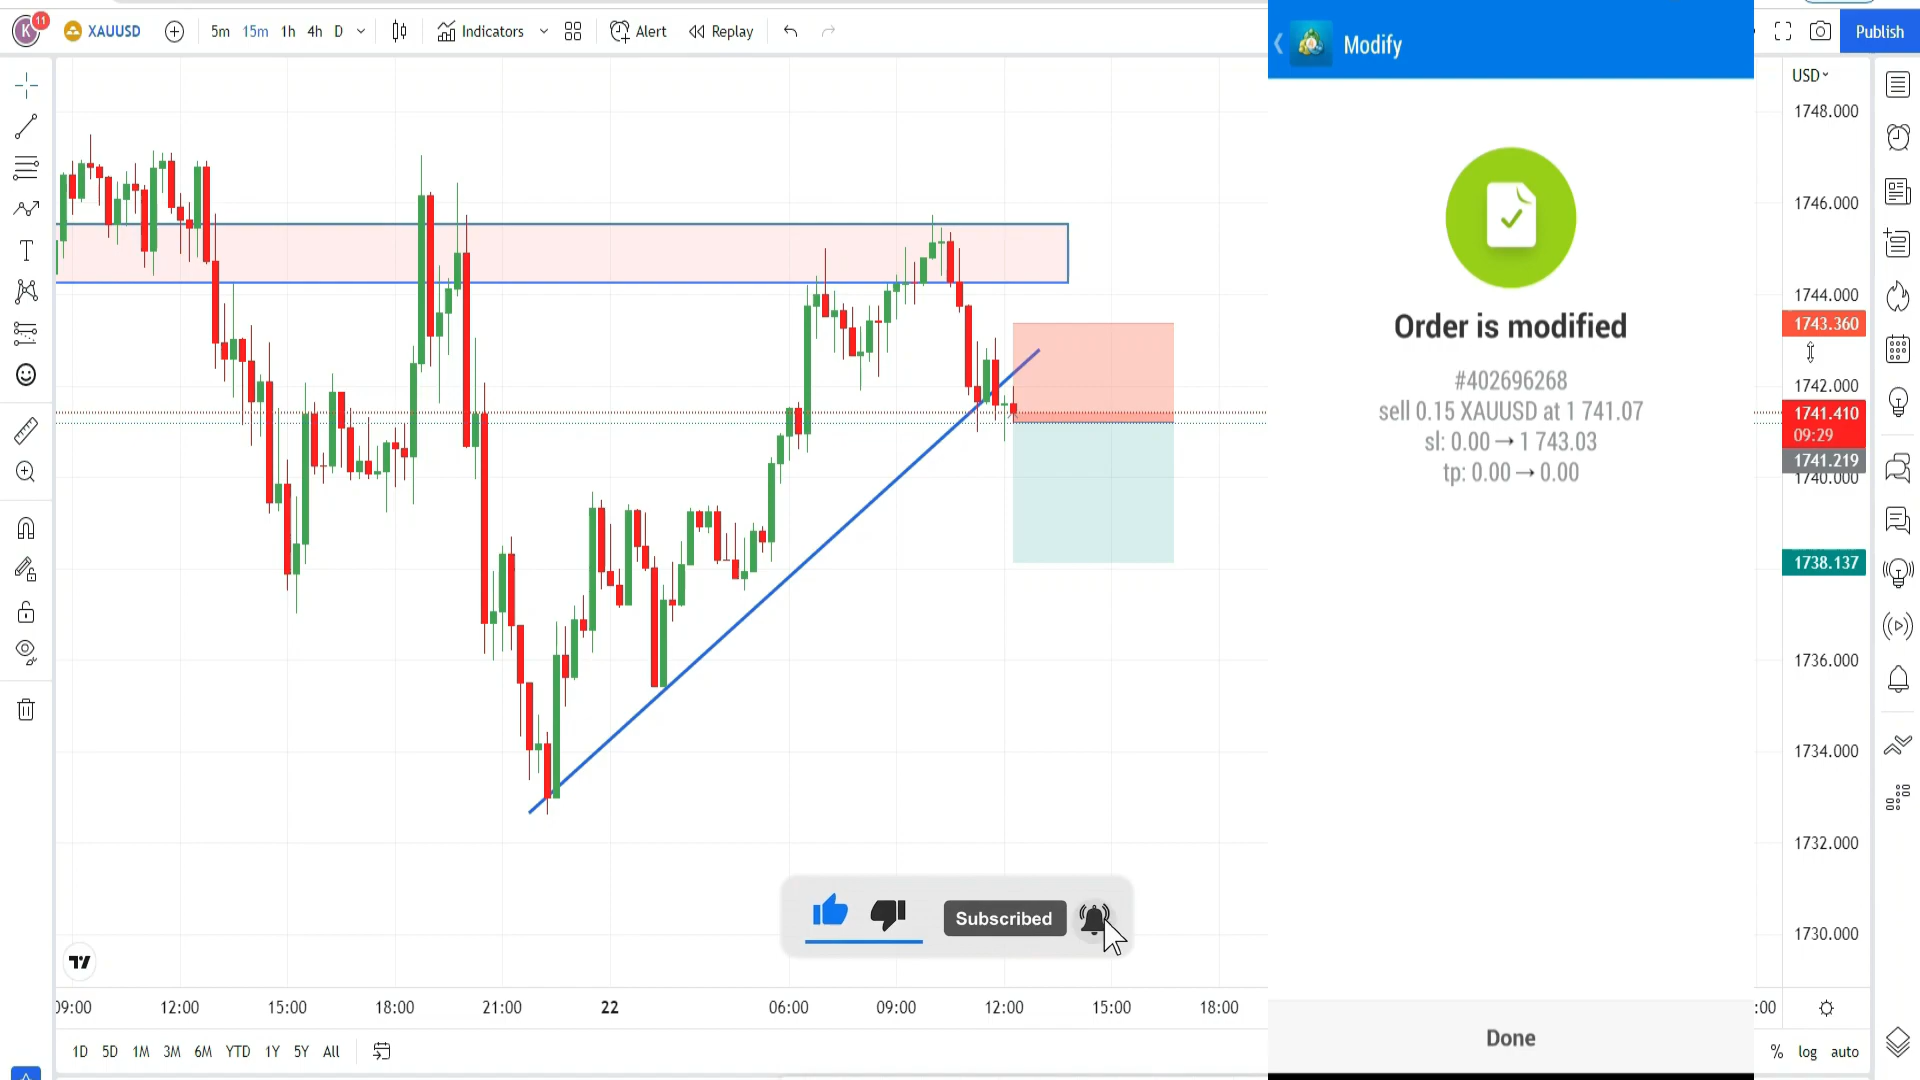 K
11
XAUUSD
5m
15m
1h
4h
D
Indicators
Alert
Replay
Modify
Publish
USD
1748.000
1746.000
1744.000
1743.360
1742.000
1741.410
09:29
1741.219
1740.000
1738.137
1736.000
1734.000
1732.000
1730.000
Order is modified
#402696268
sell 0.15 XAUUSD at 1 741.07
sl: 0.00 → 1 743.03
tp: 0.00 → 0.00
Subscribed
09:00
12:00
15:00
18:00
21:00
22
06:00
09:00
12:00
15:00
18:00
:00
Done
1D
5D
1M
3M
6M
YTD
1Y
5Y
All
%
log
auto